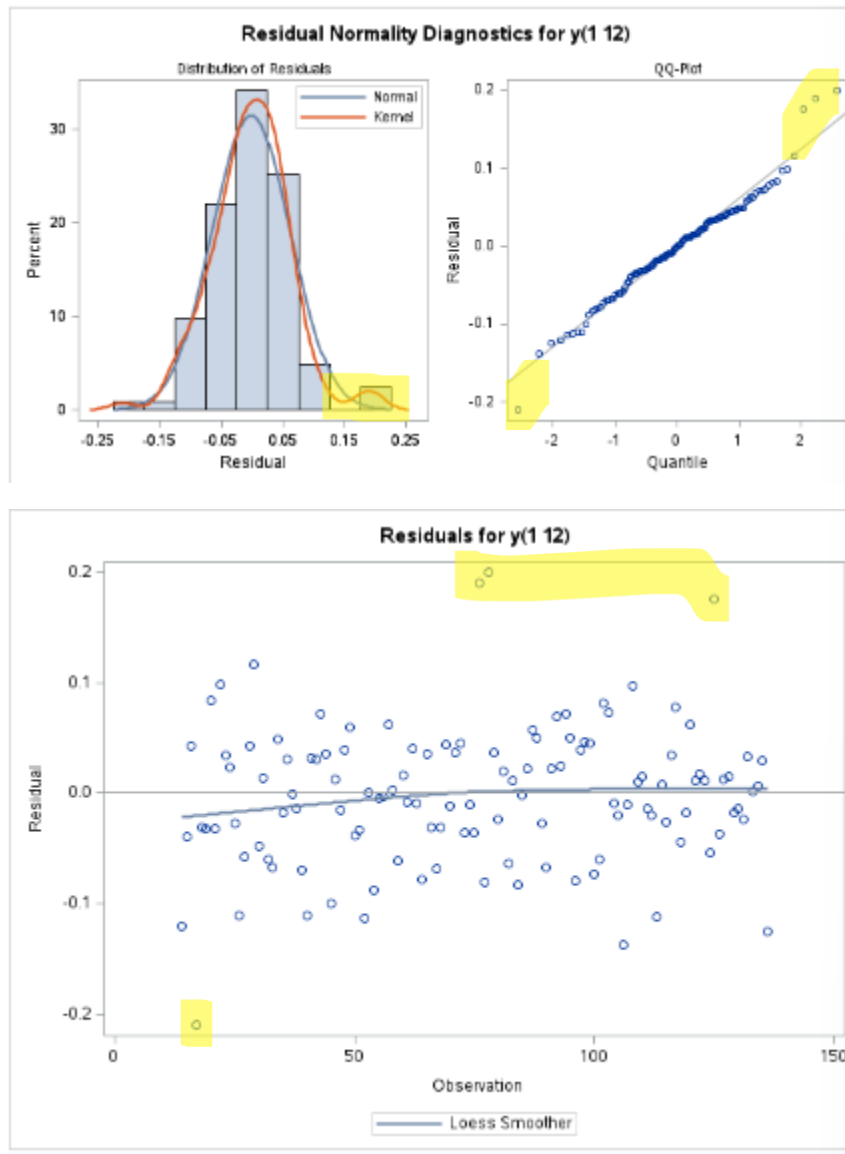 Residual Normality Diagnostics for y(1 12)
Distribution of Residuals
QQ-Plot
Normal
Kernel
Percent
30
20
10
0
-0.25 -0.15 -0.05 0.05 0.15 0.25
Residual
Residual
0.2
0.1
0.0
-0.1
-0.2
-2 -1 0 1 2
Quantile
Residuals for y(1 12)
Residual
0.2
0.1
0.0
-0.1
-0.2
0 50 100 150
Observation
Loess Smoother